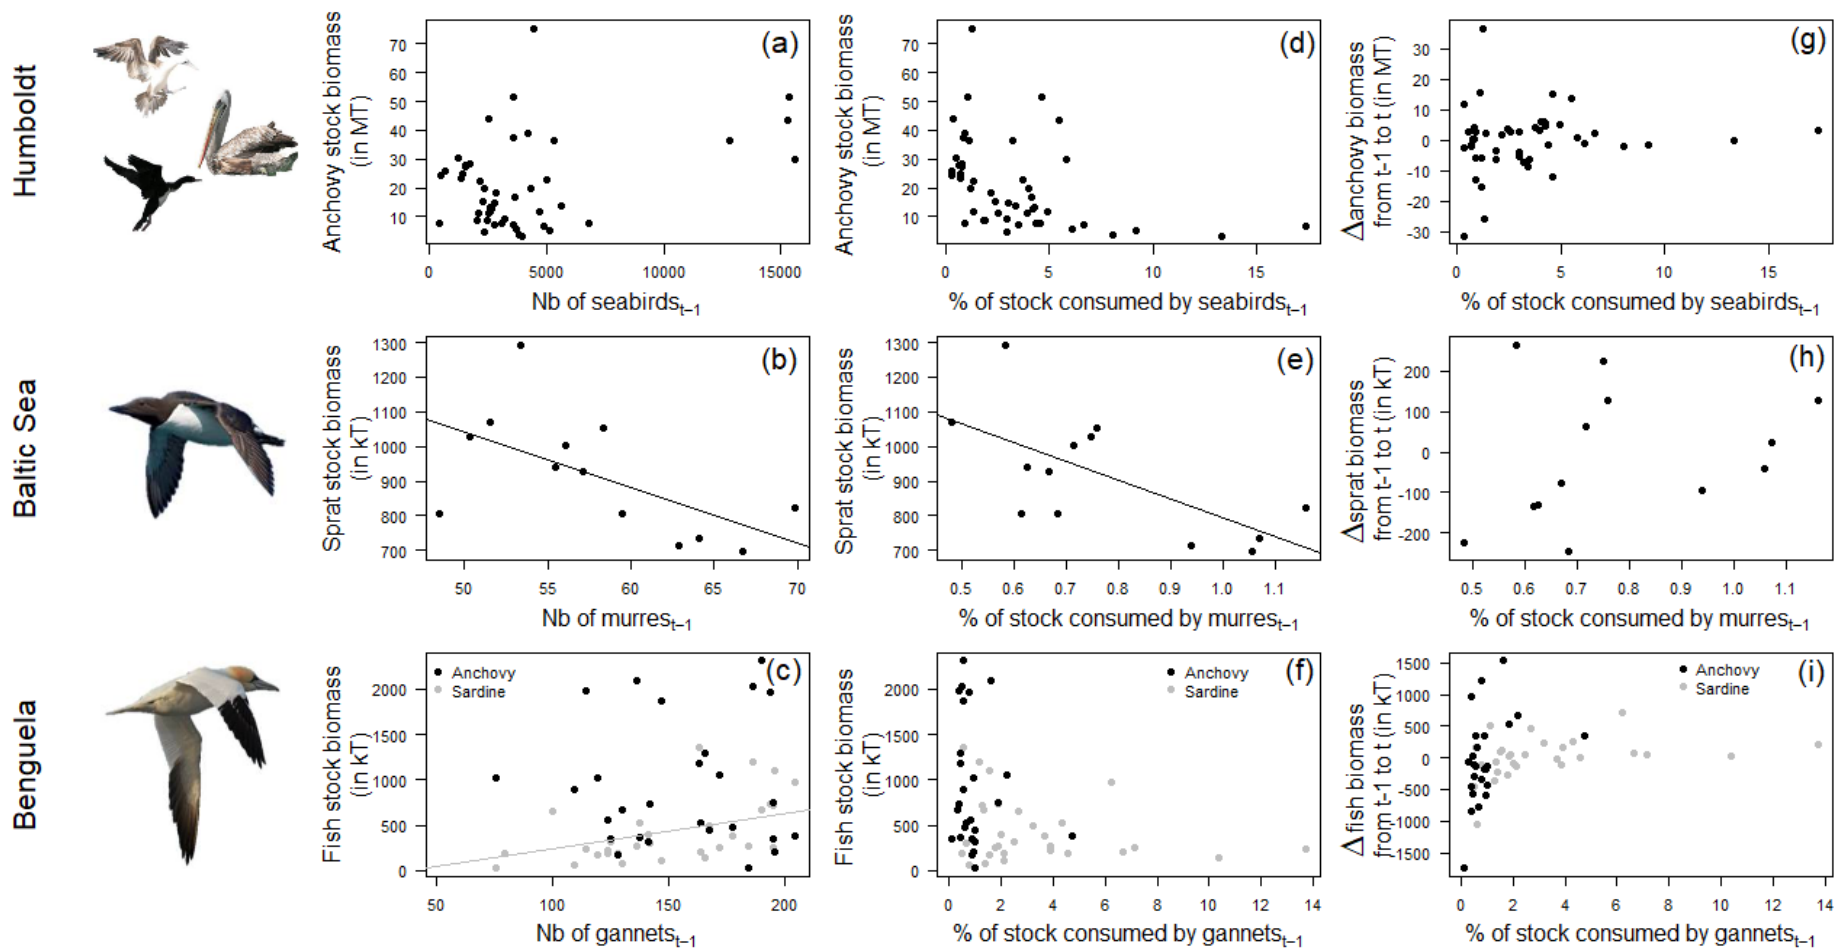 Humboldt
Anchovy stock biomass
(in MT)
70
60
50
40
30
20
10
(a)
0 5000 10000 15000
Nb of seabirds t−1
Anchovy stock biomass
(in MT)
70
60
50
40
30
20
10
(d)
0 5 10 15
% of stock consumed by seabirds t−1
Δanchovy biomass
from t-1 to t (in MT)
30
20
10
0
-10
-20
-30
(g)
0 5 10 15
% of stock consumed by seabirds t−1
Baltic Sea
Sprat stock biomass
(in kT)
1300
1200
1100
1000
900
800
700
(b)
50 55 60 65 70
Nb of murres t−1
Sprat stock biomass
(in kT)
1300
1200
1100
1000
900
800
700
(e)
0.5 0.6 0.7 0.8 0.9 1.0 1.1
% of stock consumed by murres t−1
Δsprat biomass
from t-1 to t (in kT)
200
100
0
-100
-200
(h)
0.5 0.6 0.7 0.8 0.9 1.0 1.1
% of stock consumed by murres t−1
Benguela
Fish stock biomass
(in kT)
2000
1500
1000
500
0
Anchovy
Sardine
(c)
50 100 150 200
Nb of gannets t−1
Fish stock biomass
(in kT)
2000
1500
1000
500
0
Anchovy
Sardine
(f)
0 2 4 6 8 10 12 14
% of stock consumed by gannets t−1
Δ fish biomass
from t-1 to t (in kT)
1500
1000
500
0
-500
-1000
-1500
Anchovy
Sardine
(i)
0 2 4 6 8 10 12 14
% of stock consumed by gannets t−1